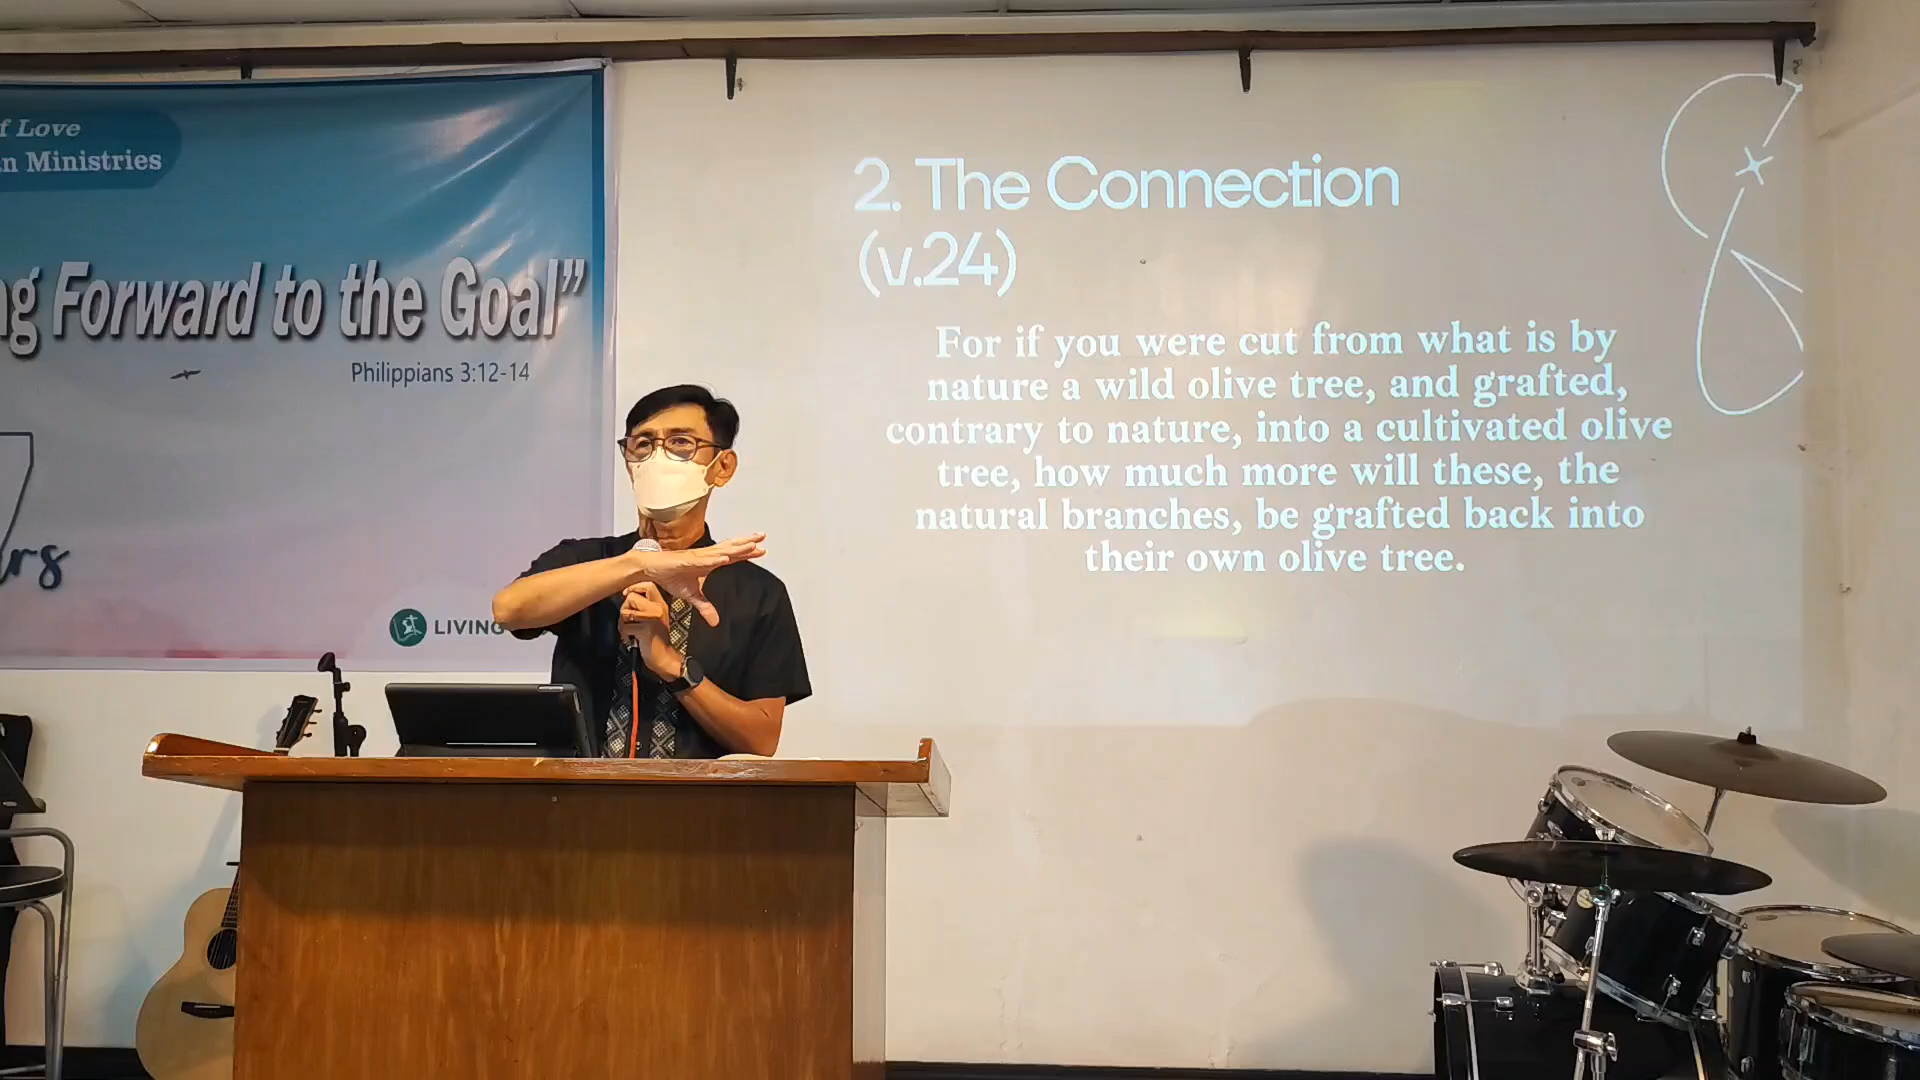 f Love
n Ministries
g Forward to the Goal”
Philippians 3:12-14
rs
LIVING
2. The Connection
(v.24)
For if you were cut from what is by
nature a wild olive tree, and grafted,
contrary to nature, into a cultivated olive
tree, how much more will these, the
natural branches, be grafted back into
their own olive tree.